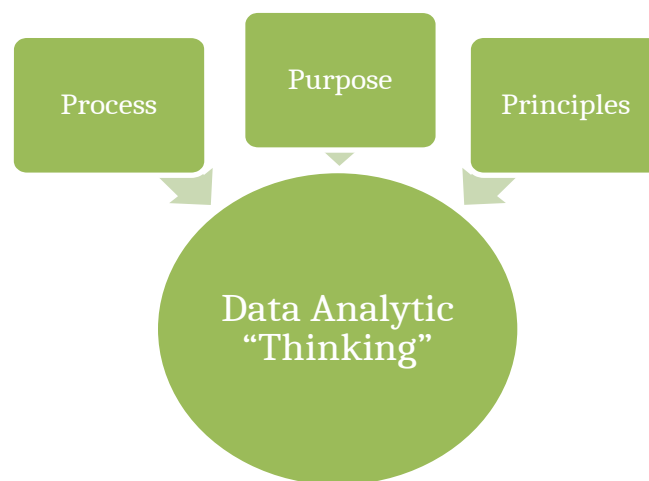 Process
Purpose
Principles
Data Analytic
“Thinking”